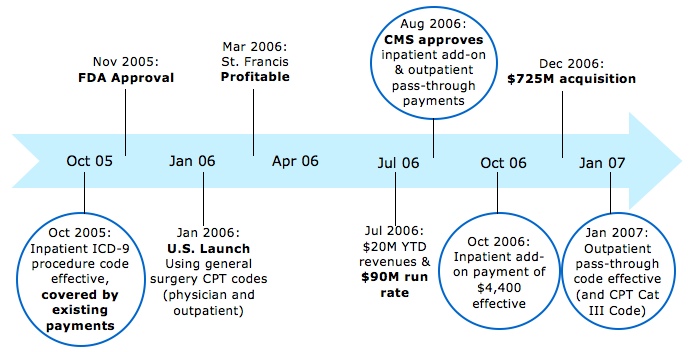 Nov 2005:
FDA Approval
Mar 2006:
St. Francis
Profitable
Aug 2006:
CMS approves
inpatient add-on
& outpatient
pass-through
payments
Dec 2006:
$725M acquisition
Oct 05
Jan 06
Apr 06
Jul 06
Oct 06
Jan 07
Oct 2005:
Inpatient ICD-9
procedure code
effective,
covered by
existing
payments
Jan 2006:
U.S. Launch
Using general
surgery CPT codes
(physician and
outpatient)
Jul 2006:
$20M YTD
revenues &
$90M run
rate
Oct 2006:
Inpatient add-
on payment of
$4,400
effective
Jan 2007:
Outpatient
pass-through
code effective
(and CPT Cat
III Code)